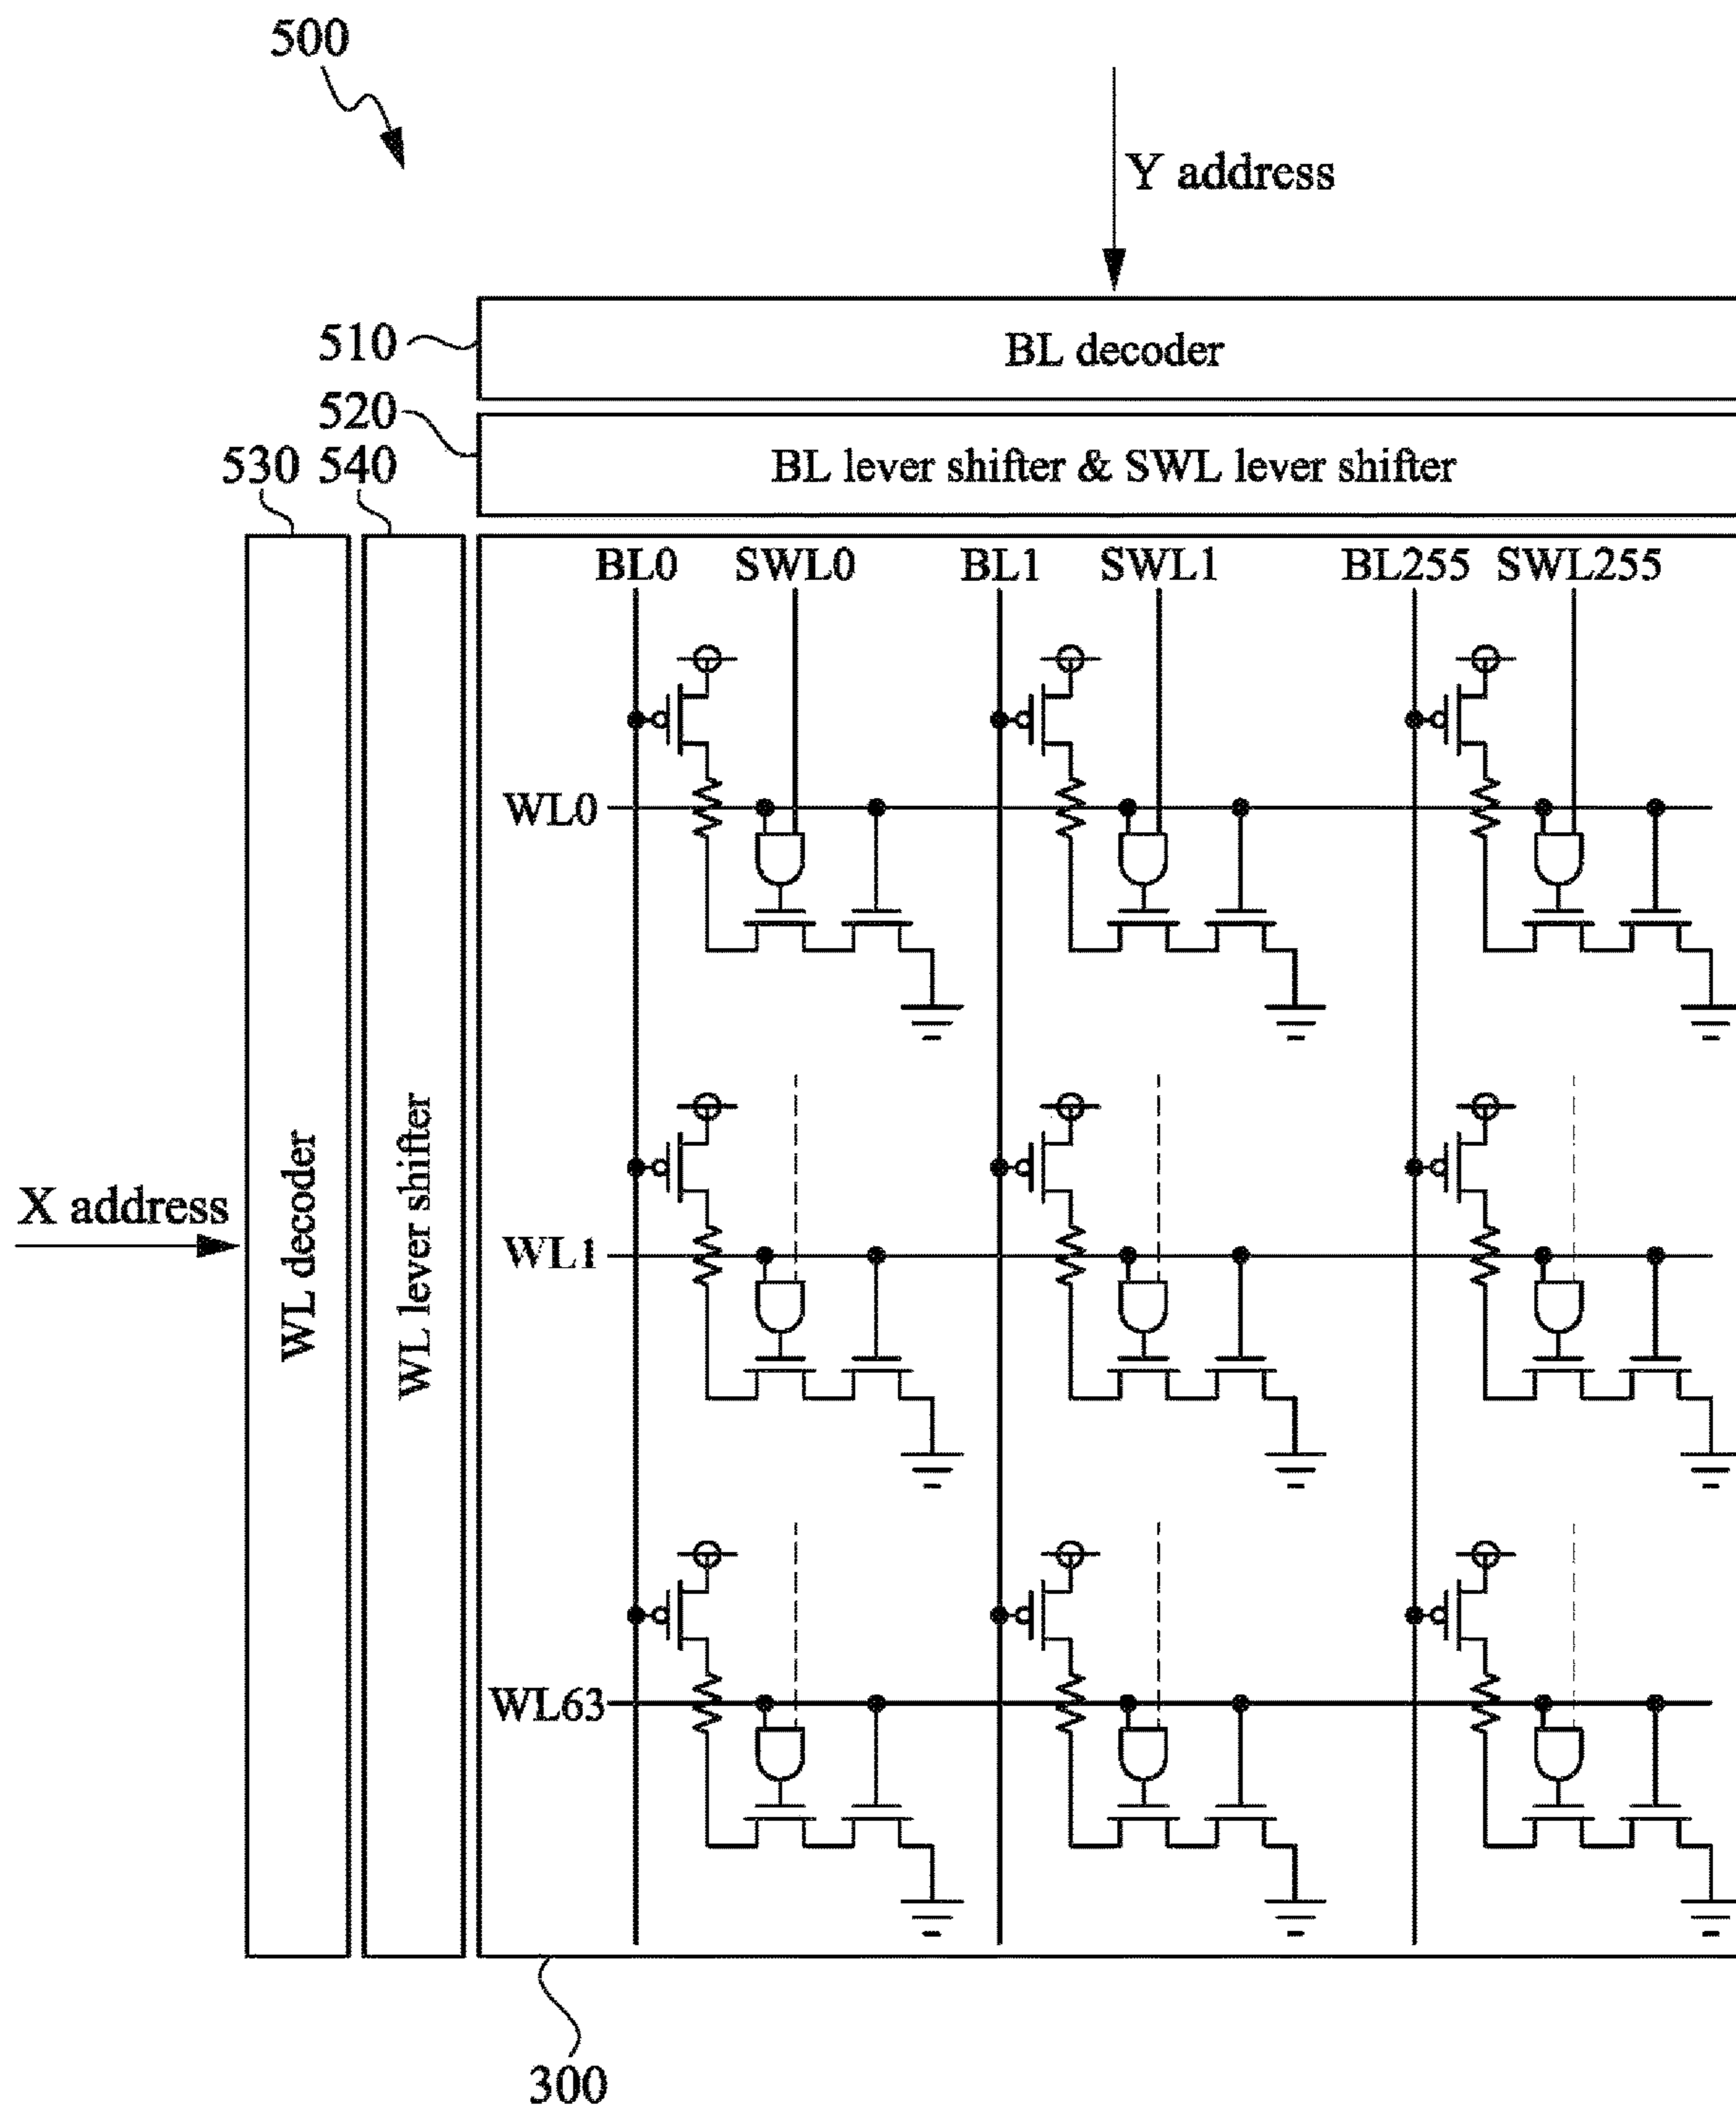 500
Y address
510
BL decoder
520
BL lever shifter & SWL lever shifter
530 540
BL0 SWL0 BL1 SWL1 BL255 SWL255
WL0
X address
WL decoder
WL lever shifter
WL1
WL63
300